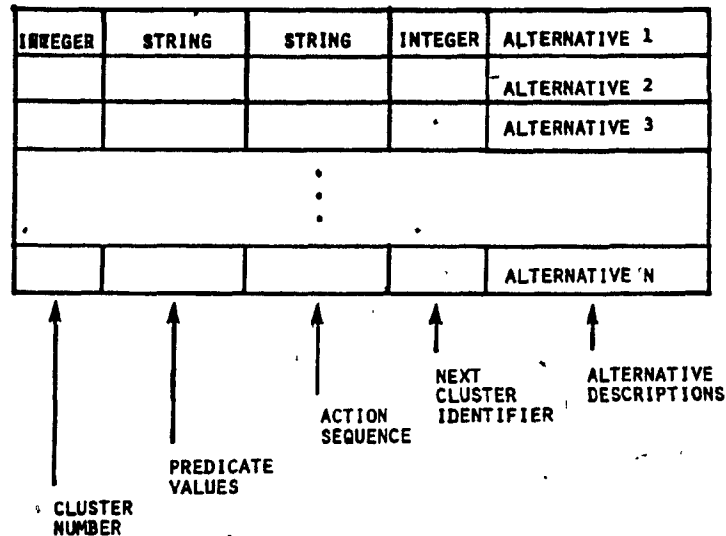 INTEGER STRING STRING INTEGER ALTERNATIVE 1
ALTERNATIVE 2
ALTERNATIVE 3
ALTERNATIVE N
NEXT
CLUSTER
IDENTIFIER
ALTERNATIVE
DESCRIPTIONS
ACTION
SEQUENCE
PREDICATE
VALUES
CLUSTER
NUMBER